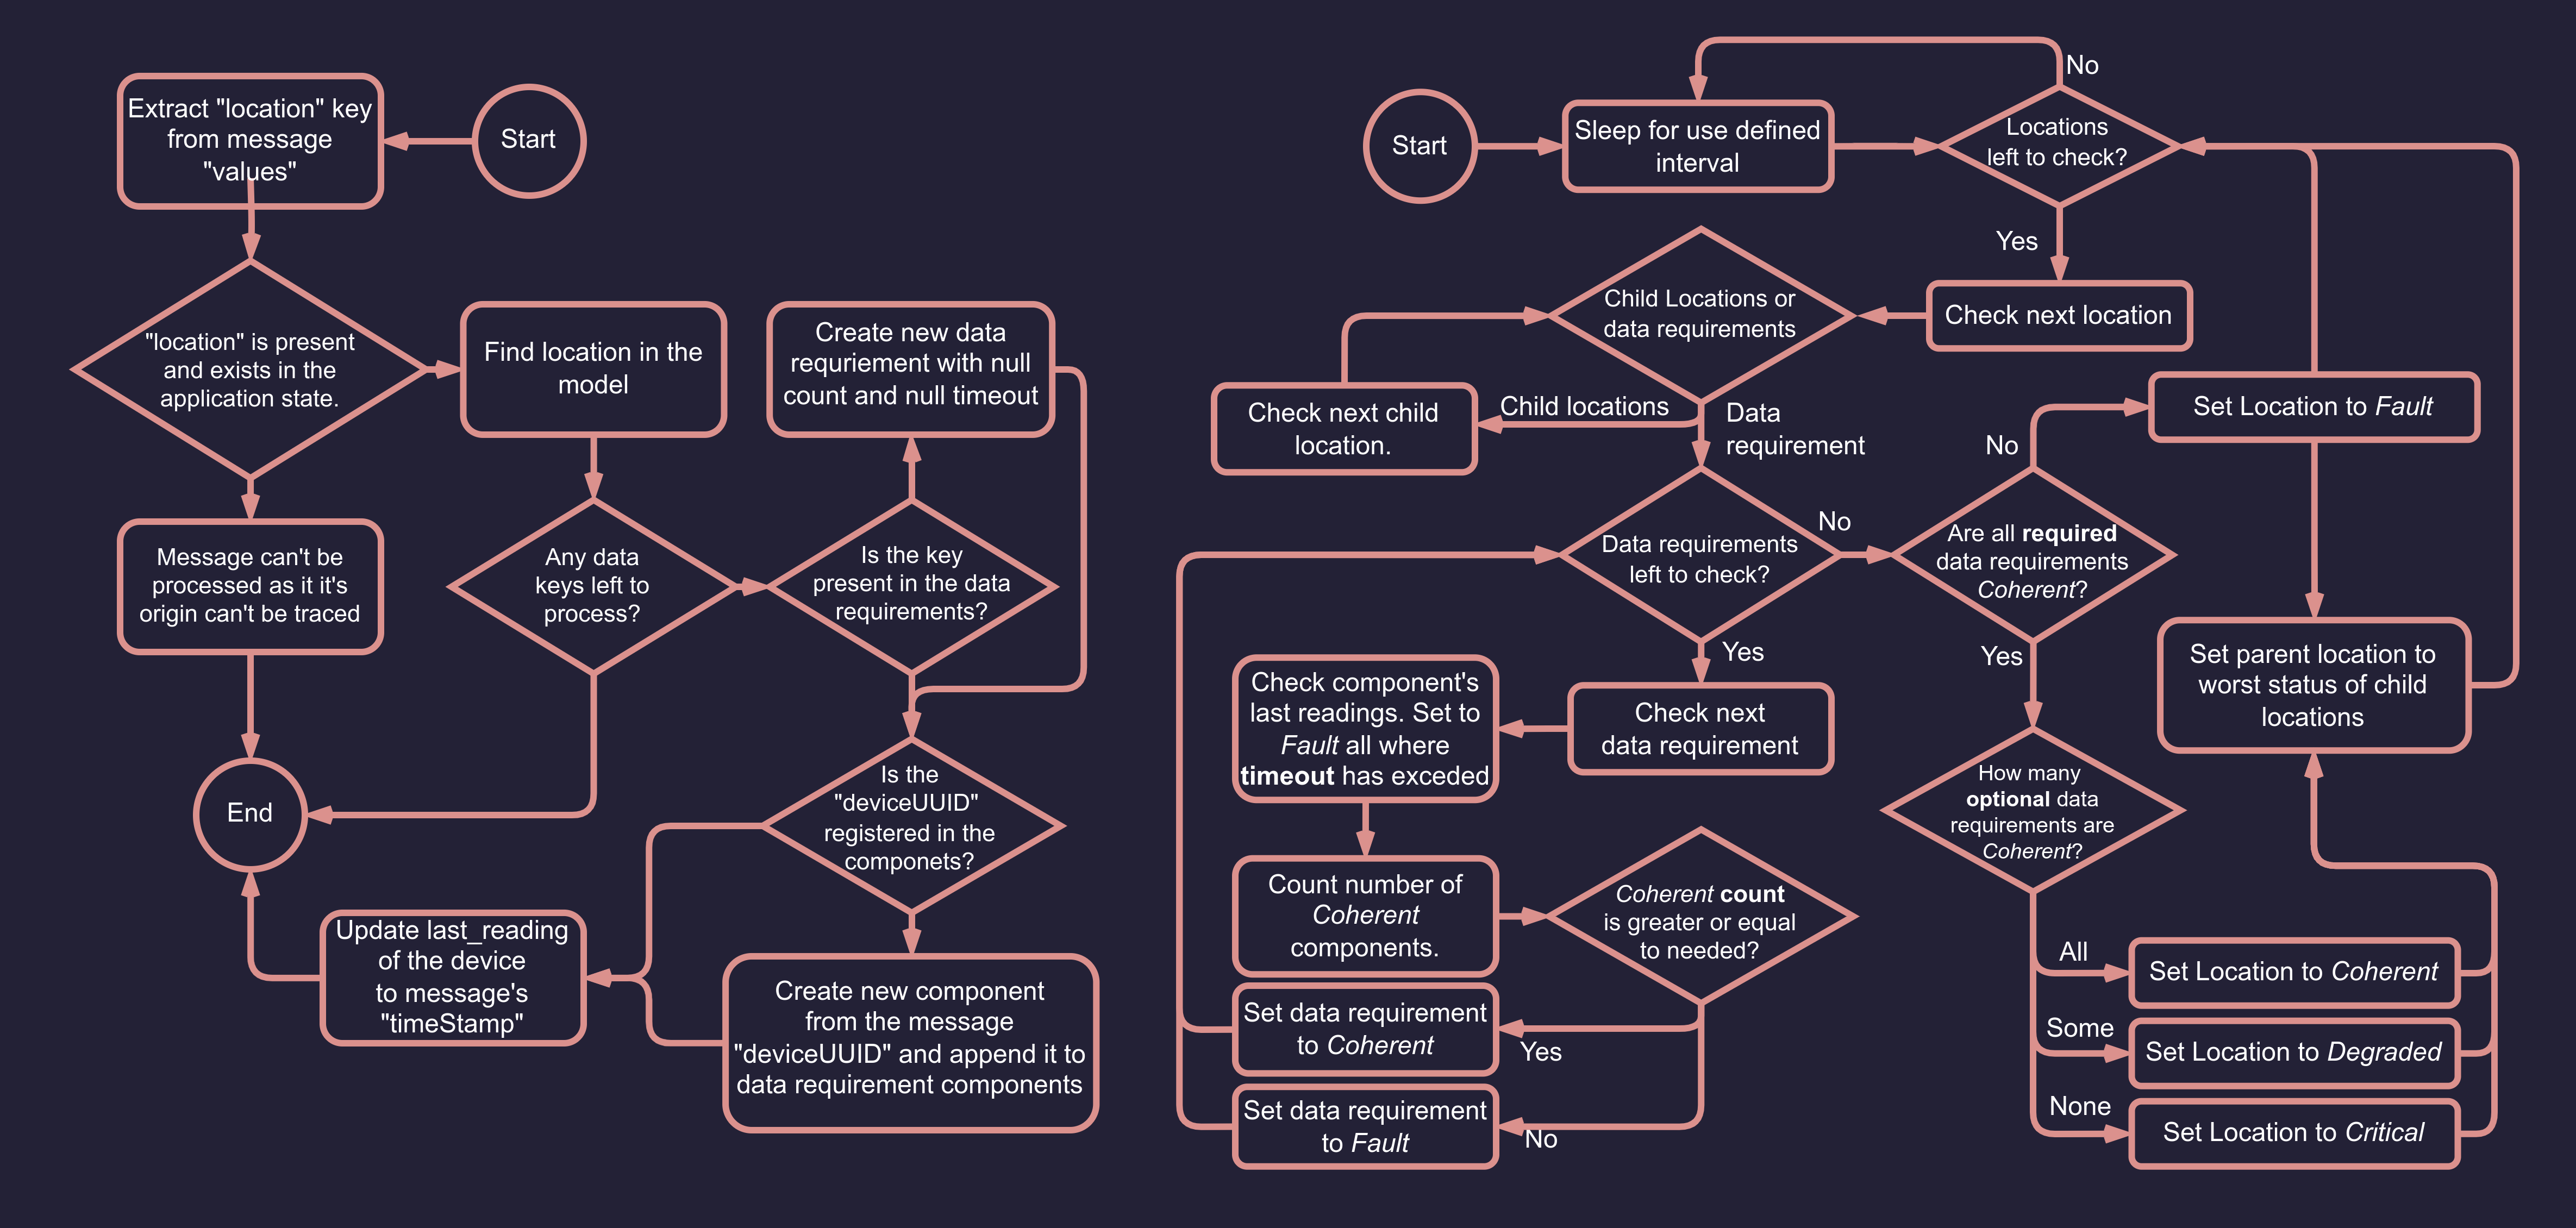 Extract "location" key
from message
"values"
Start
"location" is present
and exists in the
application state.
Find location in the
model
Create new data
requriement with null
count and null timeout
Message can't be
processed as it it's
origin can't be traced
Any data
keys left to
process?
Is the key
present in the data
requirements?
End
Is the
"deviceUUID"
registered in the
componets?
Update last_reading
of the device
to message's
"timeStamp"
Create new component
from the message
"deviceUUID" and append it to
data requirement components
Start
Sleep for use defined
interval
Locations
left to check?
No
Yes
Check next location
Child Locations or
data requirements
Child locations
Check next child
location.
Data
requirement
Data requirements
left to check?
No
Yes
Check next
data requirement
Check component's
last readings. Set to
Fault all where
timeout has exceded
Count number of
Coherent
components.
Coherent count
is greater or equal
to needed?
Yes
Set data requirement
to Coherent
No
Set data requirement
to Fault
Are all required
data requirements
Coherent?
No
Set Location to Fault
Yes
How many
optional data
requirements are
Coherent?
All
Set Location to Coherent
Some
Set Location to Degraded
None
Set Location to Critical
Set parent location to
worst status of child
locations